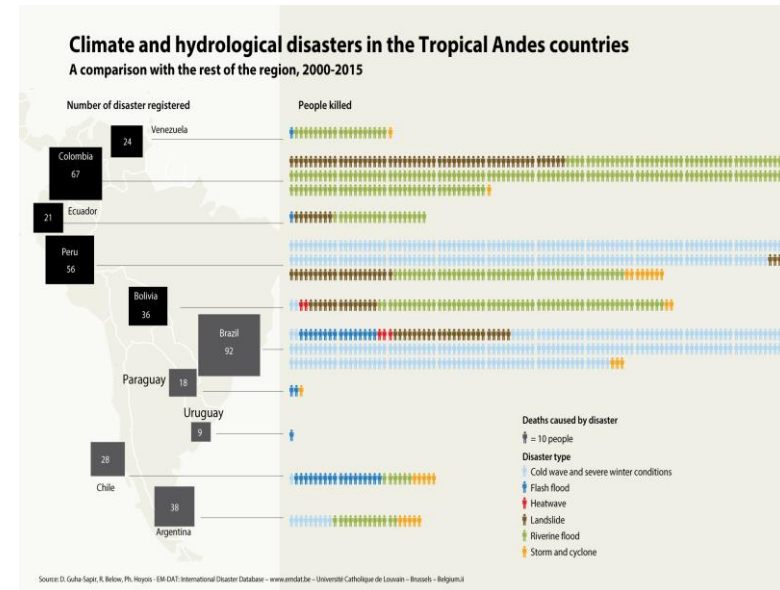 Climate and hydrological disasters in the Tropical Andes countries
A comparison with the rest of the region, 2000-2015
Number of disaster registered
People killed
Venezuela
24
Colombia
67
Ecuador
21
Peru
56
Bolivia
36
Brazil
92
Paraguay
18
Uruguay
9
28
Chile
38
Argentina
Deaths caused by disaster
= 10 people
Disaster type
Cold wave and severe winter conditions
Flash flood
Heatwave
Landslide
Riverine flood
Storm and cyclone
Source: D. Guha-Sapir, R. Below, Ph. Hoyois - EM-DAT: International Disaster Database – www.emdat.be – Université Catholique de Louvain – Brussels – Belgium.ii